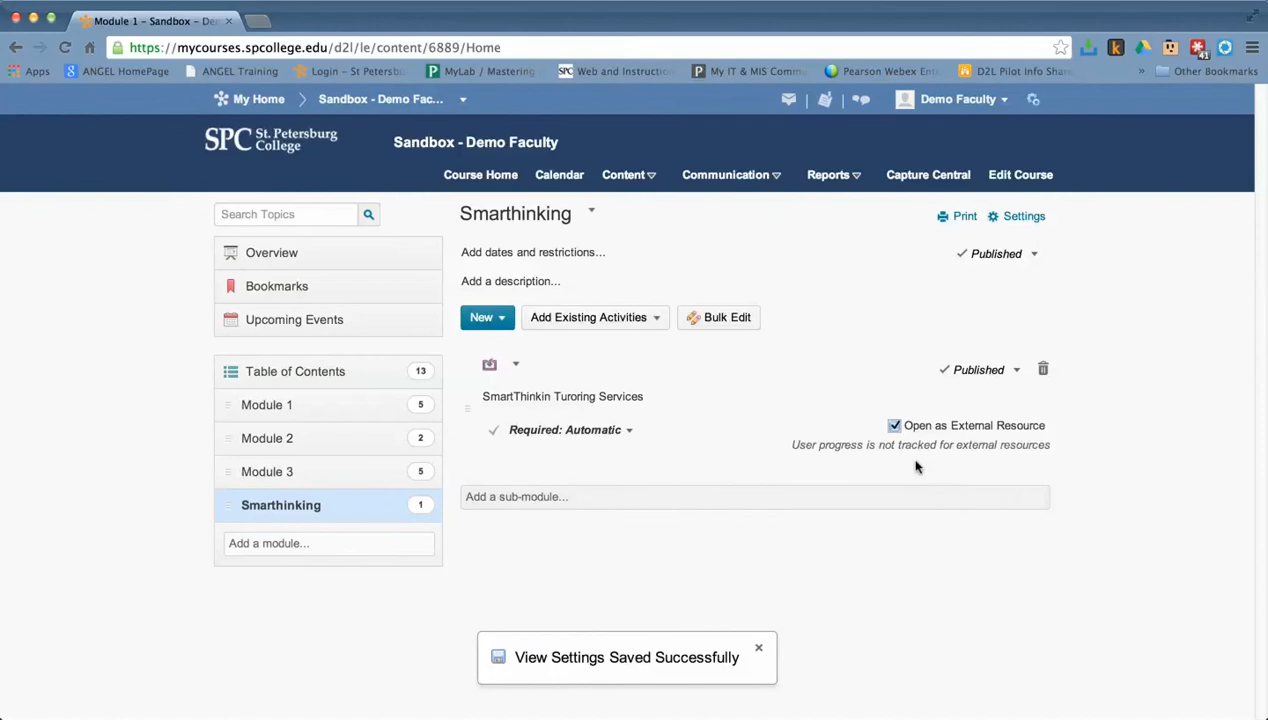 Module 1 – Sandbox – De
https://mycourses.spcollege.edu/d2l/le/content/6889/Home
Apps ANGEL HomePage ANGEL Training Login – St Petersb MyLab / Mastering SPC Web and Instructio My IT & MIS Comm Pearson Webex Ent D2L Pilot Info Shar » Other Bookmarks
My Home Sandbox - Demo Fac... Demo Faculty
SPC St. Petersburg College
Sandbox - Demo Faculty
Course Home Calendar Content Communication Reports Capture Central Edit Course
Search Topics
Smarthinking
Print Settings
Overview
Add dates and restrictions...
Published
Bookmarks
Add a description...
Upcoming Events
New Add Existing Activities Bulk Edit
Table of Contents 13
Published
Module 1 5
SmartThinkin Turoring Services
Module 2 2
Required: Automatic
Open as External Resource
User progress is not tracked for external resources
Module 3 5
Smarthinking 1
Add a sub-module...
Add a module...
View Settings Saved Successfully